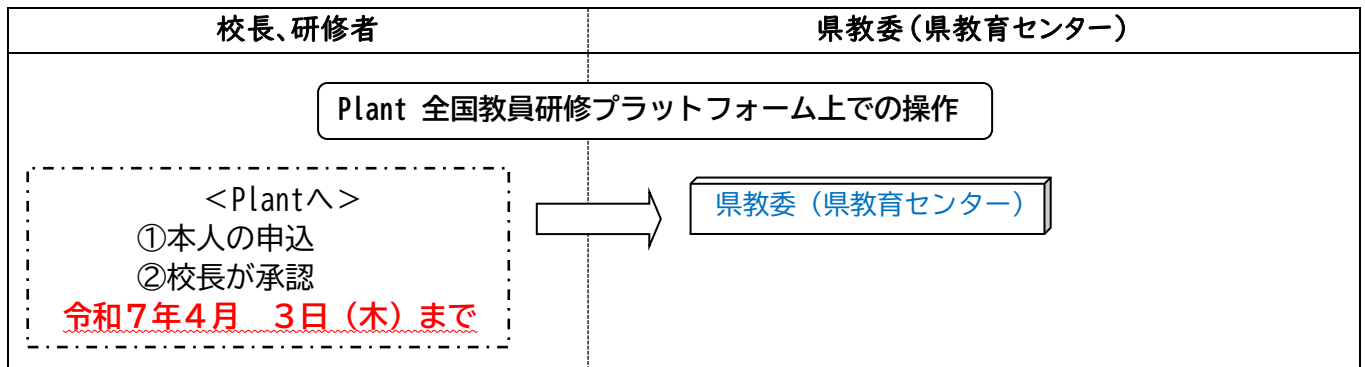 校長、研修者
県教委（県教育センター）
Plant 全国教員研修プラットフォーム上での操作
＜Plantへ＞
①本人の申込
②校長が承認
令和７年４月　３日（木）まで
県教委（県教育センター）